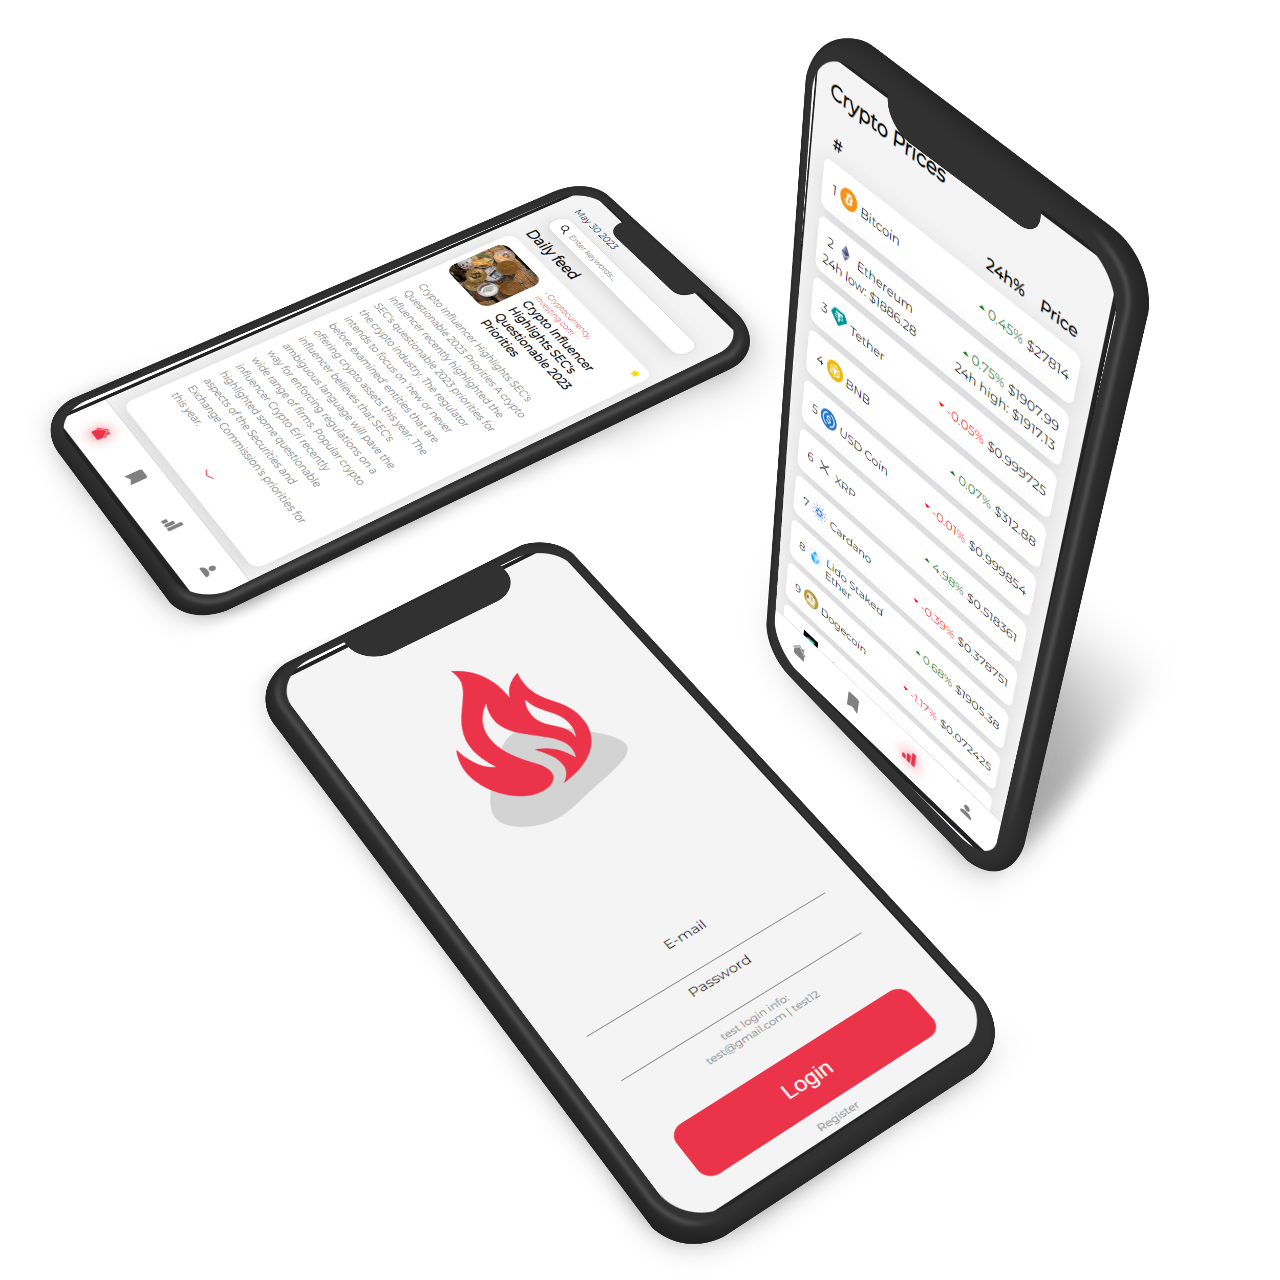 May 30 2023
Enter keywords...
Daily feed
- Cryptocurrency,
investing.com
Crypto Influencer
Highlights SEC's
Questionable 2023
Priorities
Crypto Influencer Highlights SEC's
Questionable 2023 Priorities A crypto
influencer recently highlighted the
SEC's questionable 2023 priorities for
the crypto industry. The regulator
intends to focus on 'new or never
before examined' entities that are
offering crypto assets this year. The
influencer believes that SEC's
ambiguous language will pave the
way for enforcing regulations on a
wide range of firms. Popular crypto
influencer Crypto Eri recently
highlighted some questionable
aspects of the Securities and
Exchange Commission's priorities for
this year.
Crypto Prices
# 24h% Price
1 Bitcoin 0.45% $27814
2 Ethereum 0.75% $1907.99
24h low: $1886.28 24h high: $1917.13
3 Tether -0.05% $0.999725
4 BNB 0.07% $312.88
5 USD Coin -0.01% $0.999854
6 XRP 4.98% $0.518361
7 Cardano -0.39% $0.378751
8 Lido Staked
Ether 0.68% $1905.38
9 Dogecoin -1.17% $0.072425
E-mail
Password
test login info:
test@gmail.com | test12
Login
Register